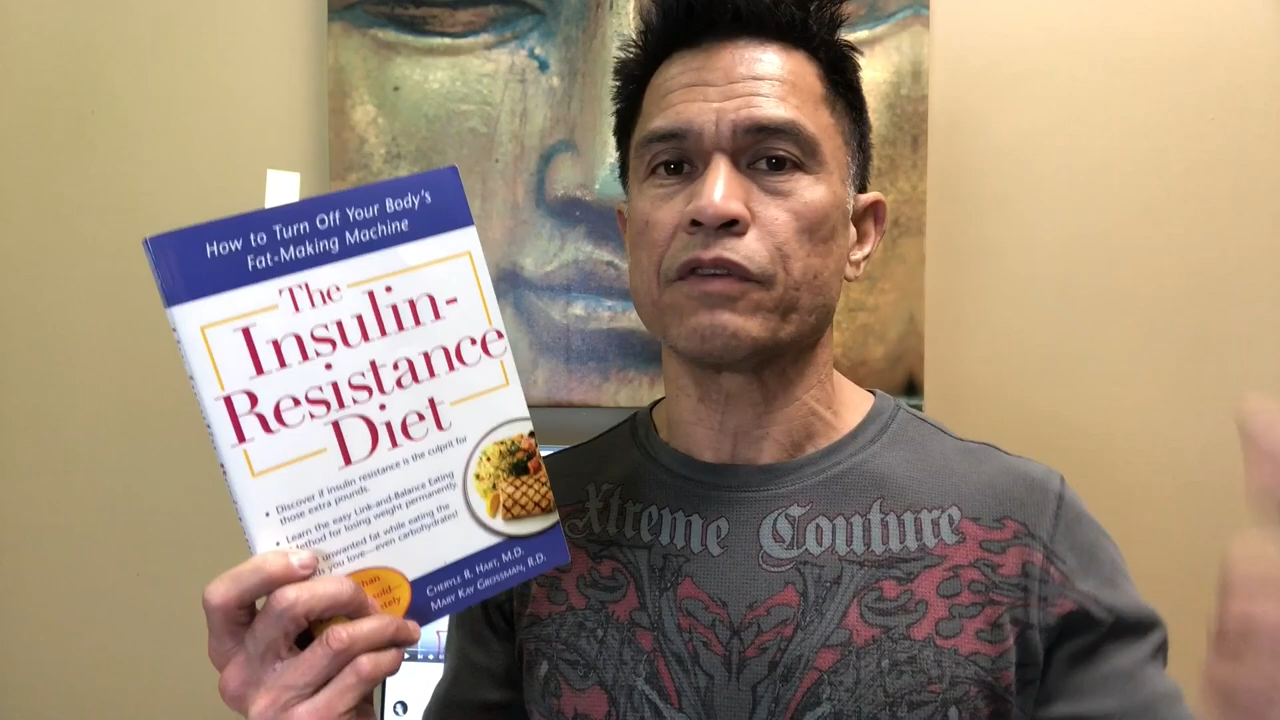 How to Turn Off Your Body's
Fat-Making Machine
The
Insulin-
Resistance
Diet
• Discover if insulin resistance is the culprit for
those extra pounds.
• Learn the easy Link-and-Balance Eating
Method for losing weight permanently.
unwanted fat while eating the
you love—even carbohydrates!
CHERYLE R. HART, M.D.
MARY KAY GROSSMAN, R.D.
Xtreme Couture